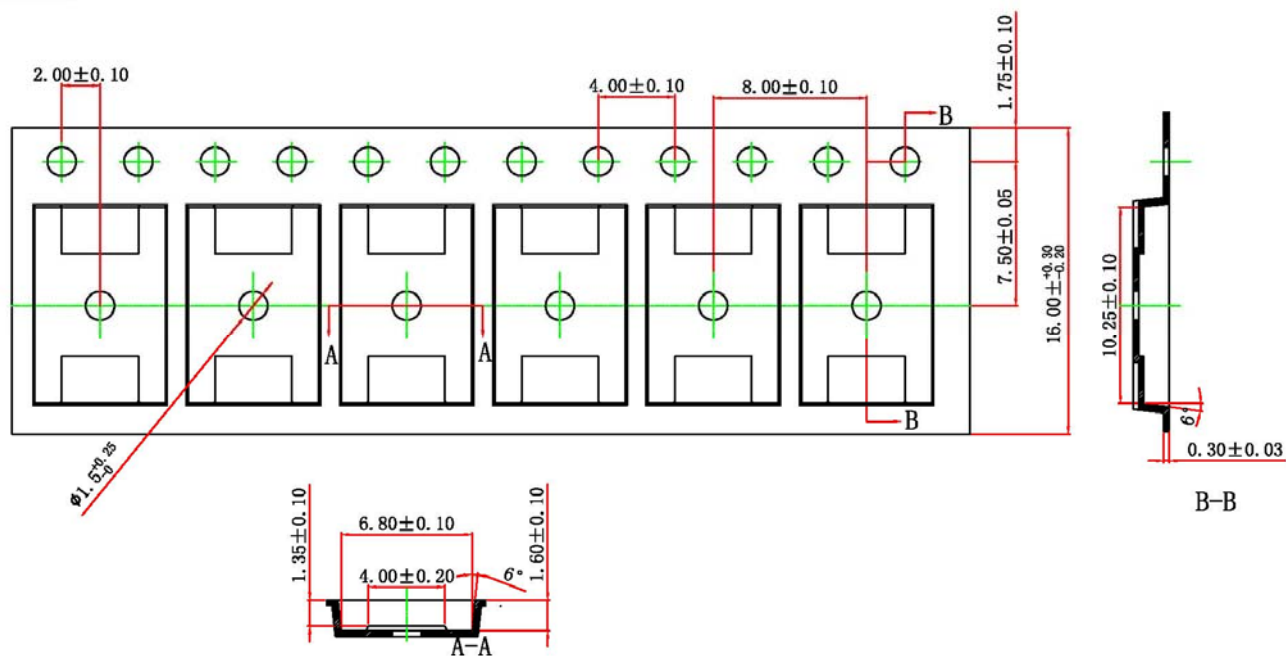 2.00±0.10
4.00±0.10
8.00±0.10
1.75±0.10
B
7.50±0.05
16.00±+0.30
-0.20
10.25±0.10
A
A
B
6°
0.30±0.03
φ1.5+0.25
-0
B-B
1.35±0.10
6.80±0.10
4.00±0.20
6°
1.60±0.10
A-A